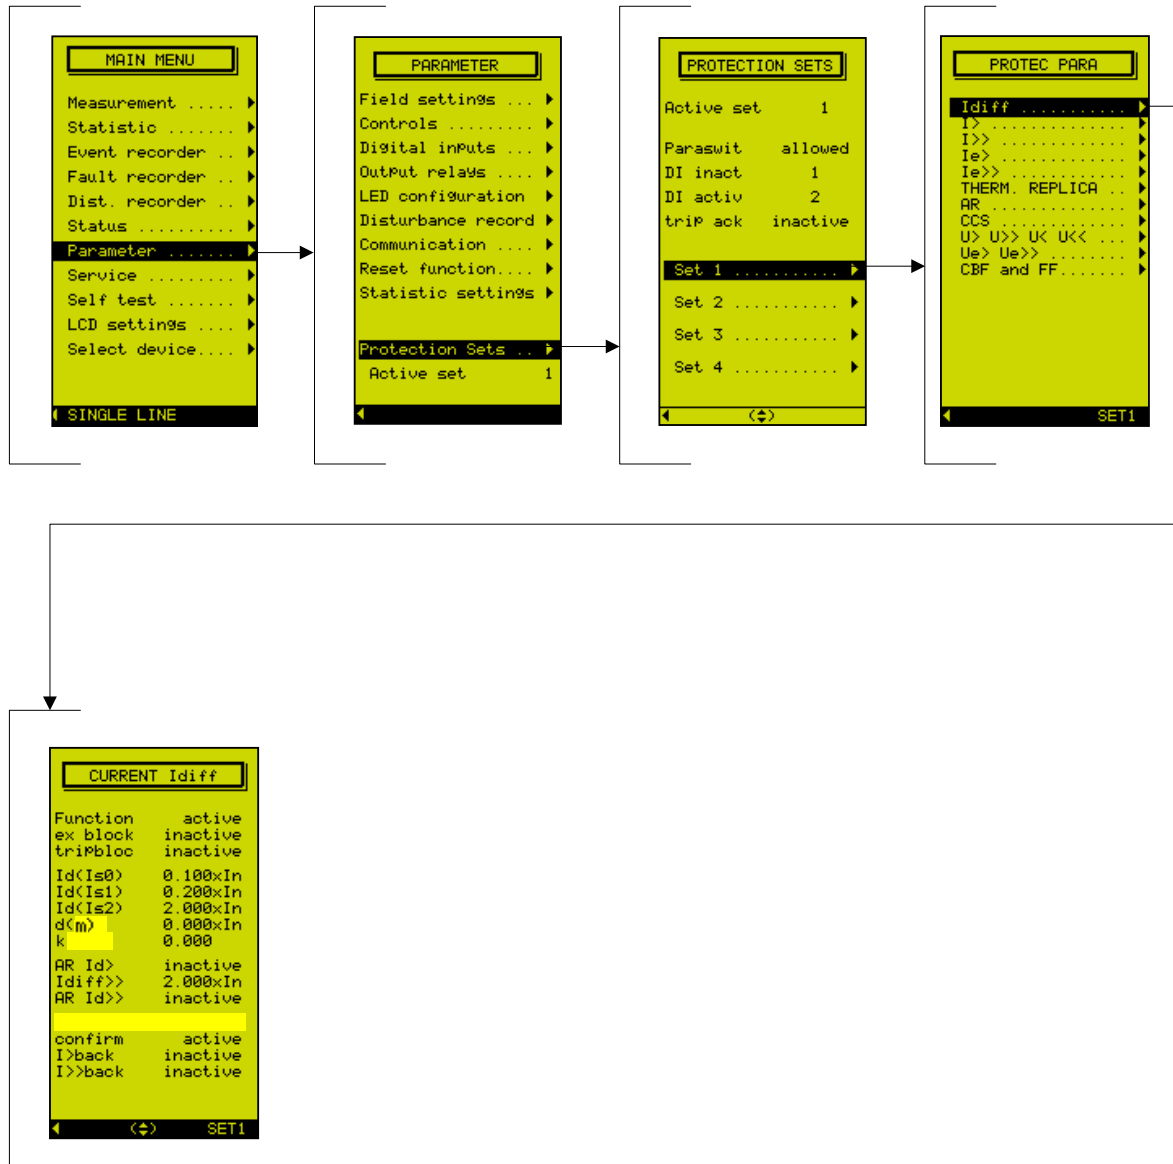 MAIN MENU
Measurement ..... 
Statistic ....... 
Event recorder .. 
Fault recorder .. 
Dist. recorder .. 
Status .......... 
Parameter ....... 
Service ......... 
Self test ....... 
LCD settings .... 
Select device.... 
SINGLE LINE
PARAMETER
Field settings ... 
Controls ......... 
Digital inputs ... 
Output relays .... 
LED configuration 
Disturbance record 
Communication .... 
Reset function.... 
Statistic settings 
Protection Sets .. 
Active set 1
PROTECTION SETS
Active set 1
Paraswit allowed
DI inact 1
DI activ 2
trip ack inactive
Set 1 ........... 
Set 2 ........... 
Set 3 ........... 
Set 4 ........... 
PROTEC PARA
Idiff ........... 
I> .............. 
I>> ............. 
Ie> ............. 
Ie>> ............ 
THERM. REPLICA .. 
AR .............. 
CCS ............. 
U> U>> U< U<< ... 
Ue> Ue>> ........ 
CBF and FF....... 
SET1
CURRENT Idiff
Function active
ex block inactive
tripbloc inactive
Id(Is0) 0.100xIn
Id(Is1) 0.200xIn
Id(Is2) 2.000xIn
d(m) 0.000xIn
k 0.000
AR Id> inactive
Idiff>> 2.000xIn
AR Id>> inactive
confirm active
I>back inactive
I>>back inactive
SET1